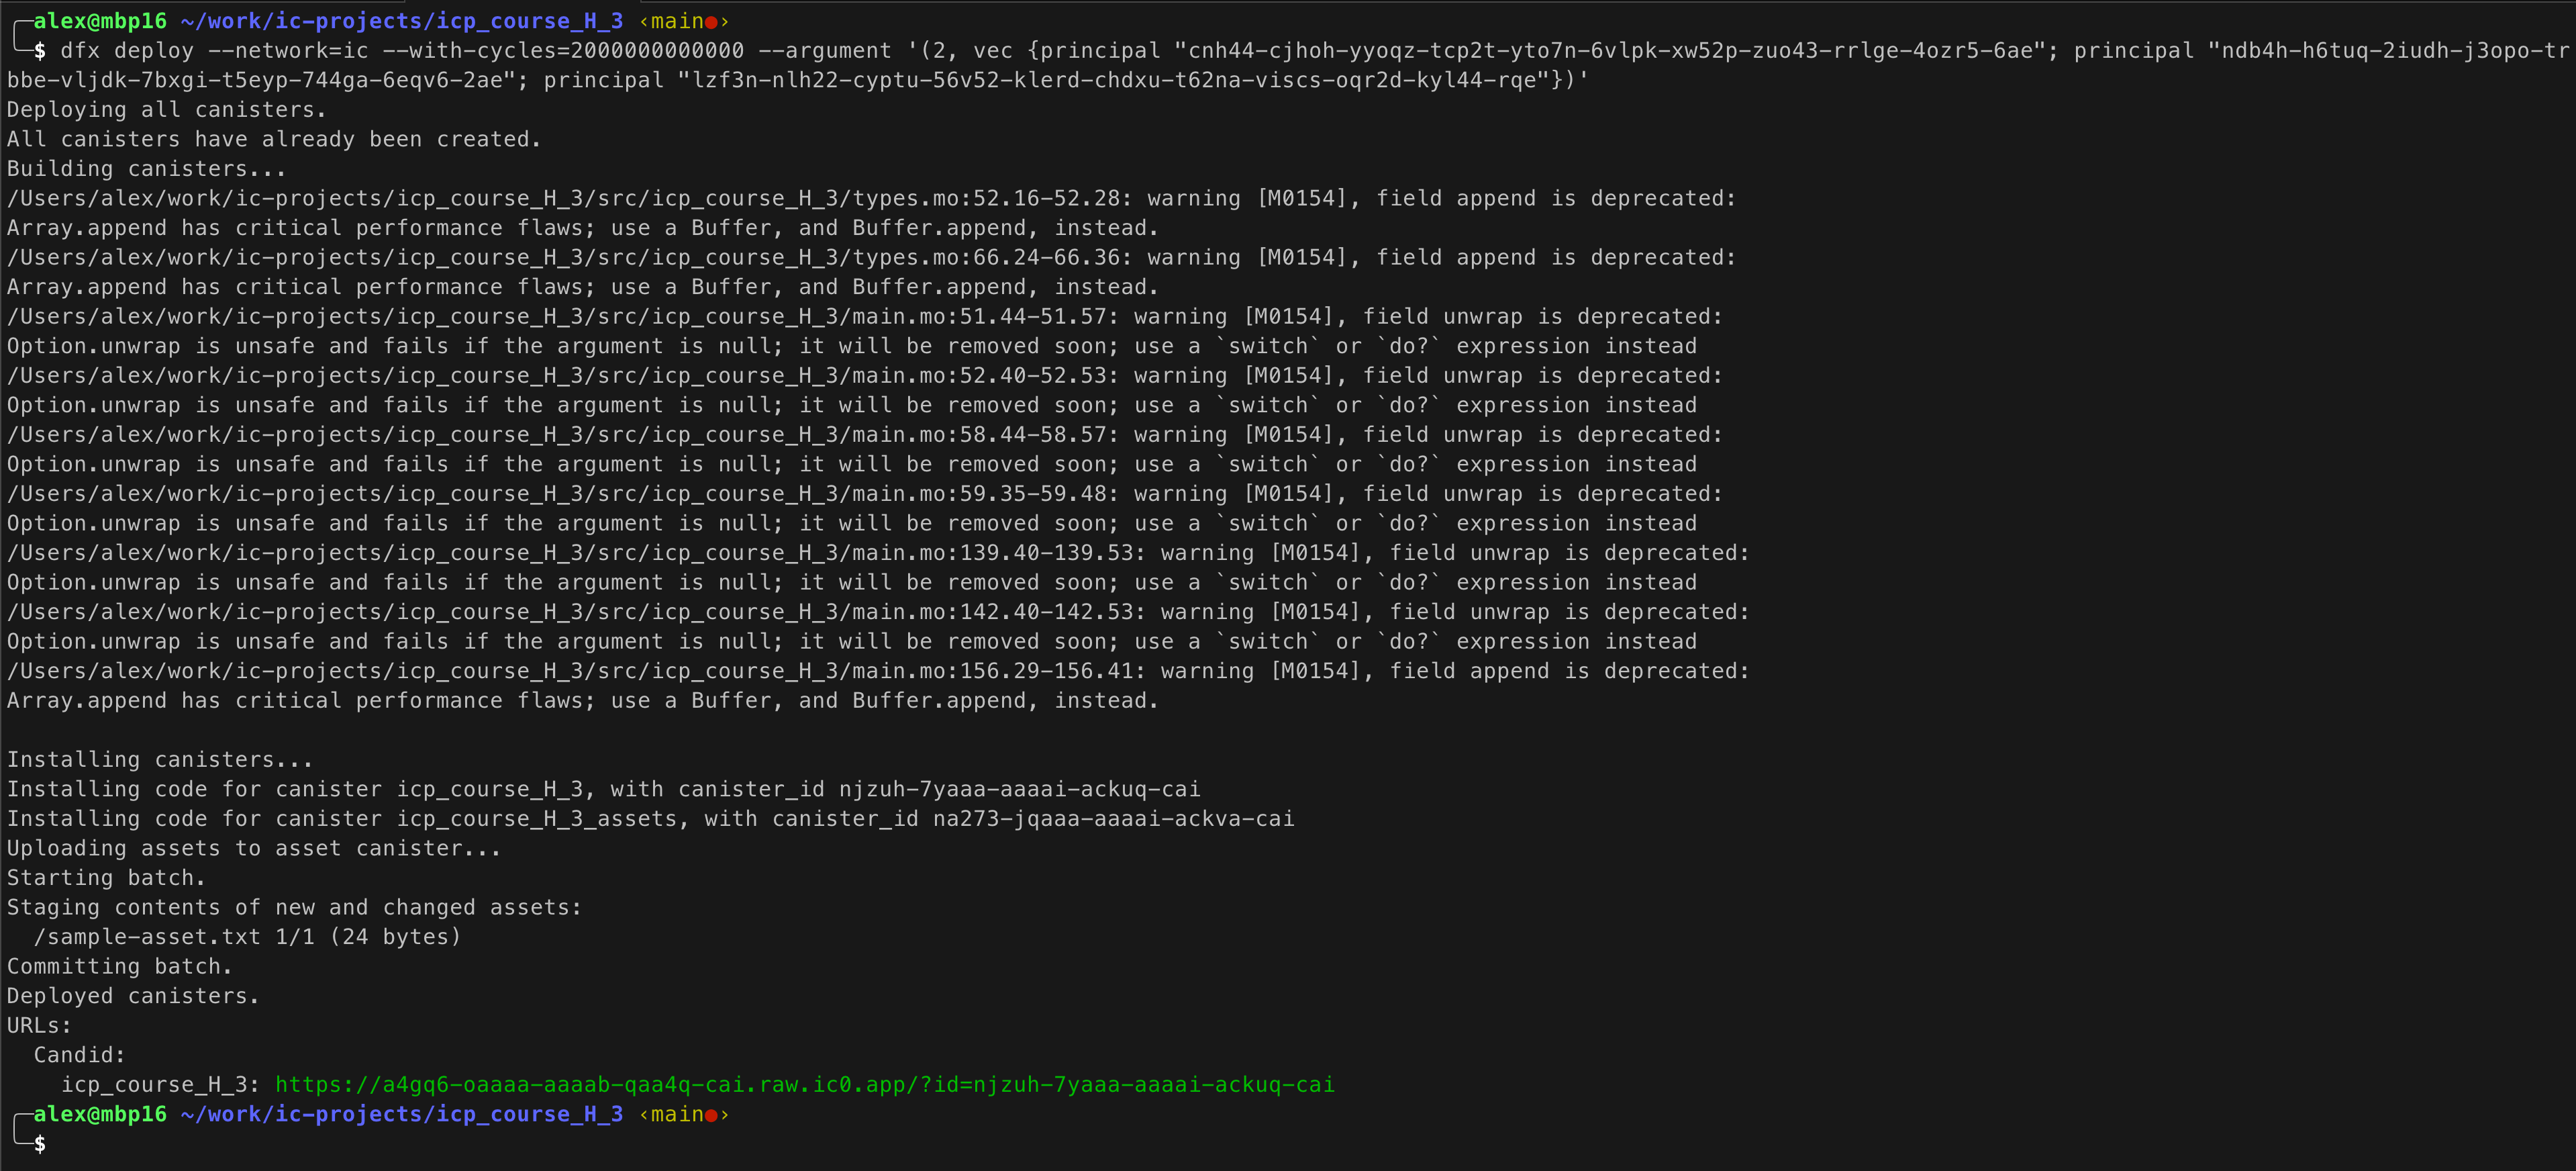 alex@mbp16 ~/work/ic-projects/icp_course_H_3 ‹main●›
$ dfx deploy --network=ic --with-cycles=2000000000000 --argument '(2, vec {principal "cnh44-cjhoh-yyoqz-tcp2t-yto7n-6vlpk-xw52p-zuo43-rrlge-4ozr5-6ae"; principal "ndb4h-h6tuq-2iudh-j3opo-tr
bbe-vljdk-7bxgi-t5eyp-744ga-6eqv6-2ae"; principal "lzf3n-nlh22-cyptu-56v52-klerd-chdxu-t62na-viscs-oqr2d-kyl44-rqe"})'
Deploying all canisters.
All canisters have already been created.
Building canisters...
/Users/alex/work/ic-projects/icp_course_H_3/src/icp_course_H_3/types.mo:52.16-52.28: warning [M0154], field append is deprecated:
Array.append has critical performance flaws; use a Buffer, and Buffer.append, instead.
/Users/alex/work/ic-projects/icp_course_H_3/src/icp_course_H_3/types.mo:66.24-66.36: warning [M0154], field append is deprecated:
Array.append has critical performance flaws; use a Buffer, and Buffer.append, instead.
/Users/alex/work/ic-projects/icp_course_H_3/src/icp_course_H_3/main.mo:51.44-51.57: warning [M0154], field unwrap is deprecated:
Option.unwrap is unsafe and fails if the argument is null; it will be removed soon; use a `switch` or `do?` expression instead
/Users/alex/work/ic-projects/icp_course_H_3/src/icp_course_H_3/main.mo:52.40-52.53: warning [M0154], field unwrap is deprecated:
Option.unwrap is unsafe and fails if the argument is null; it will be removed soon; use a `switch` or `do?` expression instead
/Users/alex/work/ic-projects/icp_course_H_3/src/icp_course_H_3/main.mo:58.44-58.57: warning [M0154], field unwrap is deprecated:
Option.unwrap is unsafe and fails if the argument is null; it will be removed soon; use a `switch` or `do?` expression instead
/Users/alex/work/ic-projects/icp_course_H_3/src/icp_course_H_3/main.mo:59.35-59.48: warning [M0154], field unwrap is deprecated:
Option.unwrap is unsafe and fails if the argument is null; it will be removed soon; use a `switch` or `do?` expression instead
/Users/alex/work/ic-projects/icp_course_H_3/src/icp_course_H_3/main.mo:139.40-139.53: warning [M0154], field unwrap is deprecated:
Option.unwrap is unsafe and fails if the argument is null; it will be removed soon; use a `switch` or `do?` expression instead
/Users/alex/work/ic-projects/icp_course_H_3/src/icp_course_H_3/main.mo:142.40-142.53: warning [M0154], field unwrap is deprecated:
Option.unwrap is unsafe and fails if the argument is null; it will be removed soon; use a `switch` or `do?` expression instead
/Users/alex/work/ic-projects/icp_course_H_3/src/icp_course_H_3/main.mo:156.29-156.41: warning [M0154], field append is deprecated:
Array.append has critical performance flaws; use a Buffer, and Buffer.append, instead.
Installing canisters...
Installing code for canister icp_course_H_3, with canister_id njzuh-7yaaa-aaaai-ackuq-cai
Installing code for canister icp_course_H_3_assets, with canister_id na273-jqaaa-aaaai-ackva-cai
Uploading assets to asset canister...
Starting batch.
Staging contents of new and changed assets:
/sample-asset.txt 1/1 (24 bytes)
Committing batch.
Deployed canisters.
URLs:
Candid:
icp_course_H_3: https://a4gq6-oaaaa-aaaab-qaa4q-cai.raw.ic0.app/?id=njzuh-7yaaa-aaaai-ackuq-cai
alex@mbp16 ~/work/ic-projects/icp_course_H_3 ‹main●›
$